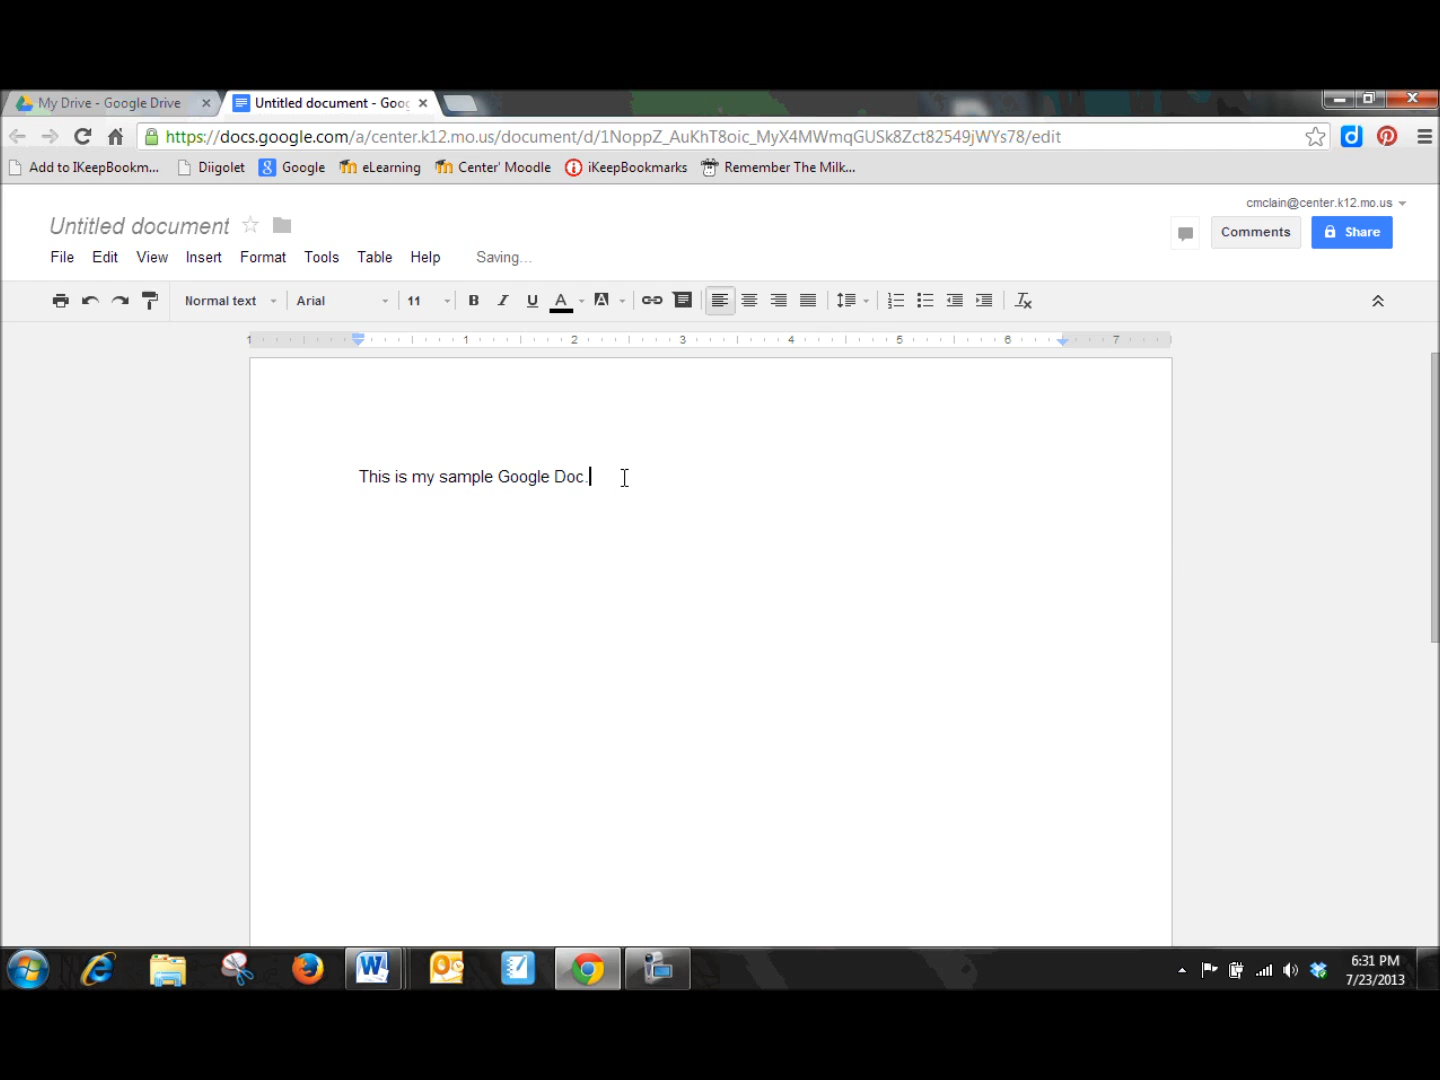 My Drive - Google Drive
Untitled document - Goog
https://docs.google.com/a/center.k12.mo.us/document/d/1NoppZ_AuKhT8oic_MyX4MWmqGUSk8Zct82549jWYs78/edit
Add to IKeepBookm... Diigolet Google eLearning Center' Moodle iKeepBookmarks Remember The Milk...
cmclain@center.k12.mo.us
Untitled document
Comments Share
File Edit View Insert Format Tools Table Help Saving...
Normal text Arial 11 B I U A A
1 1 2 3 4 5 6 7
This is my sample Google Doc.
6:31 PM
7/23/2013